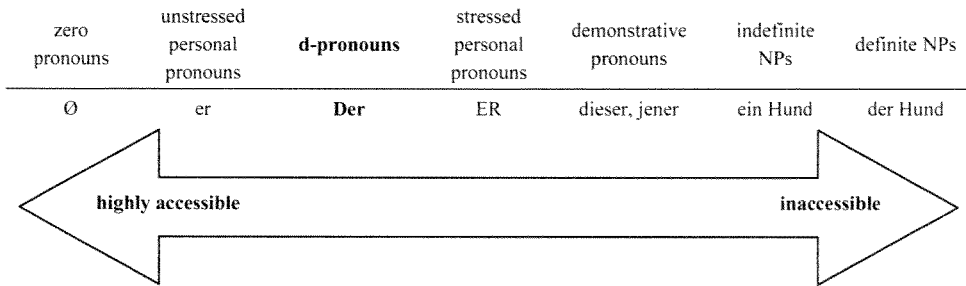 zero pronouns
unstressed personal pronouns
d-pronouns
stressed personal pronouns
demonstrative pronouns
indefinite NPs
definite NPs
Ø er Der ER dieser, jener ein Hund der Hund
highly accessible inaccessible